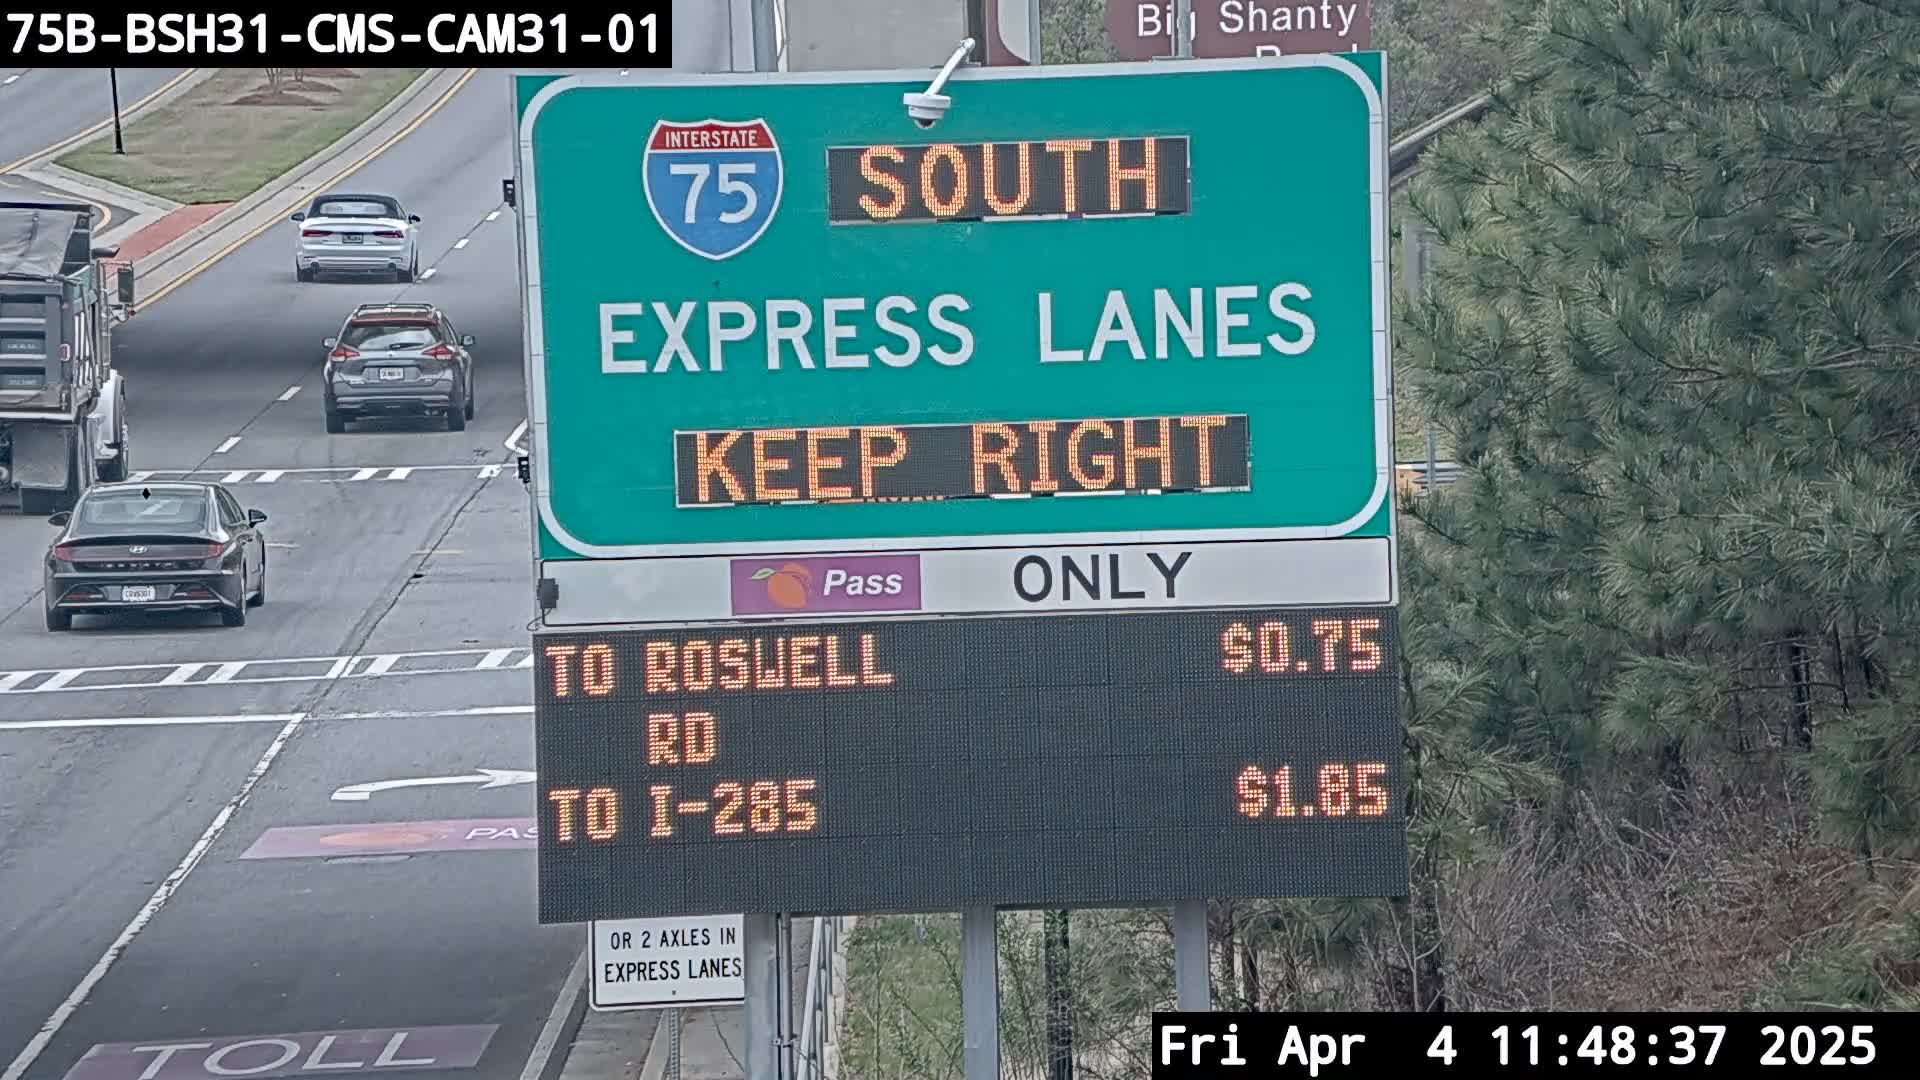 75B-BSH31-CMS-CAM31-01
Big Shanty
Road
INTERSTATE
75
SOUTH
EXPRESS LANES
KEEP RIGHT
Pass ONLY
TO ROSWELL $0.75
RD
TO I-285 $1.85
PAS
OR 2 AXLES IN
EXPRESS LANES
TOLL
Fri Apr 4 11:48:37 2025